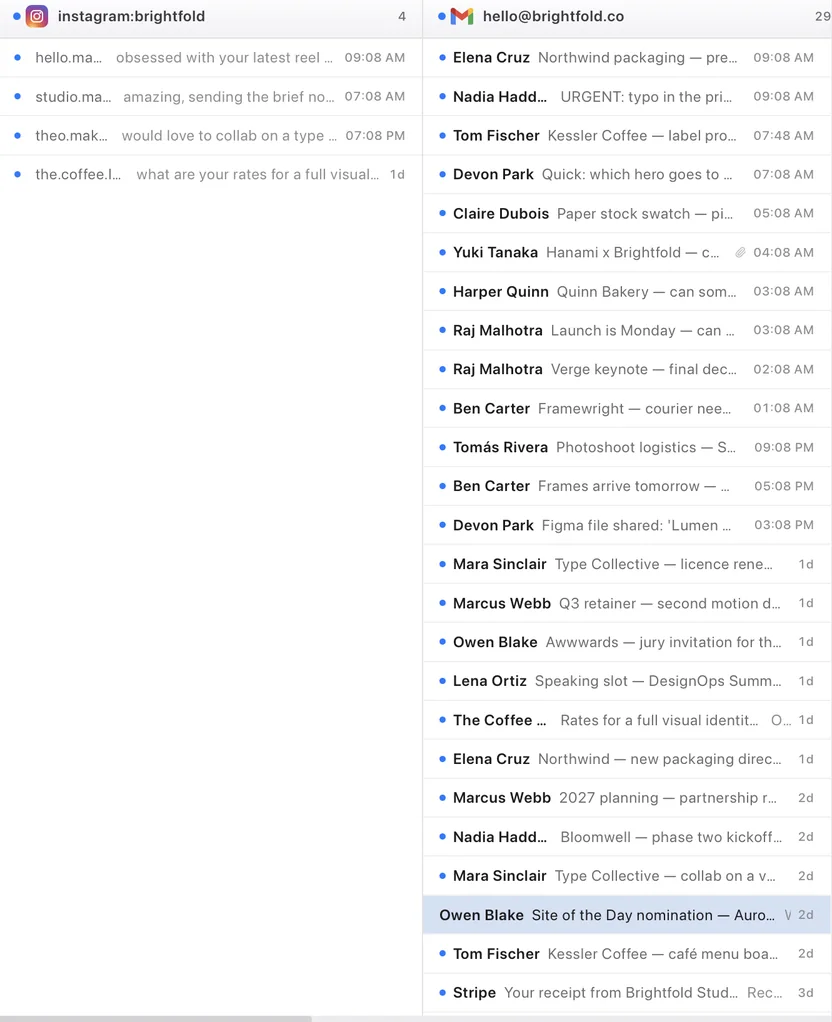 instagram:brightfold 4
hello.ma... obsessed with your latest reel ... 09:08 AM
studio.ma... amazing, sending the brief no... 07:08 AM
theo.mak... would love to collab on a type ... 07:08 PM
the.coffee.l... what are your rates for a full visual... 1d
hello@brightfold.co 29
Elena Cruz Northwind packaging — pre... 09:08 AM
Nadia Hadd... URGENT: typo in the pri... 09:08 AM
Tom Fischer Kessler Coffee — label pro... 07:48 AM
Devon Park Quick: which hero goes to ... 07:08 AM
Claire Dubois Paper stock swatch — pi... 05:08 AM
Yuki Tanaka Hanami x Brightfold — c... 04:08 AM
Harper Quinn Quinn Bakery — can som... 03:08 AM
Raj Malhotra Launch is Monday — can ... 03:08 AM
Raj Malhotra Verge keynote — final dec... 02:08 AM
Ben Carter Framewright — courier nee... 01:08 AM
Tomás Rivera Photoshoot logistics — S... 09:08 PM
Ben Carter Frames arrive tomorrow — ... 05:08 PM
Devon Park Figma file shared: 'Lumen ... 03:08 PM
Mara Sinclair Type Collective — licence rene... 1d
Marcus Webb Q3 retainer — second motion d... 1d
Owen Blake Awwwards — jury invitation for th... 1d
Lena Ortiz Speaking slot — DesignOps Summ... 1d
The Coffee ... Rates for a full visual identit... O... 1d
Elena Cruz Northwind — new packaging direc... 1d
Marcus Webb 2027 planning — partnership r... 2d
Nadia Hadd... Bloomwell — phase two kickoff... 2d
Mara Sinclair Type Collective — collab on a v... 2d
Owen Blake Site of the Day nomination — Auro... 2d
Tom Fischer Kessler Coffee — café menu boa... 2d
Stripe Your receipt from Brightfold Stud... Rec... 3d